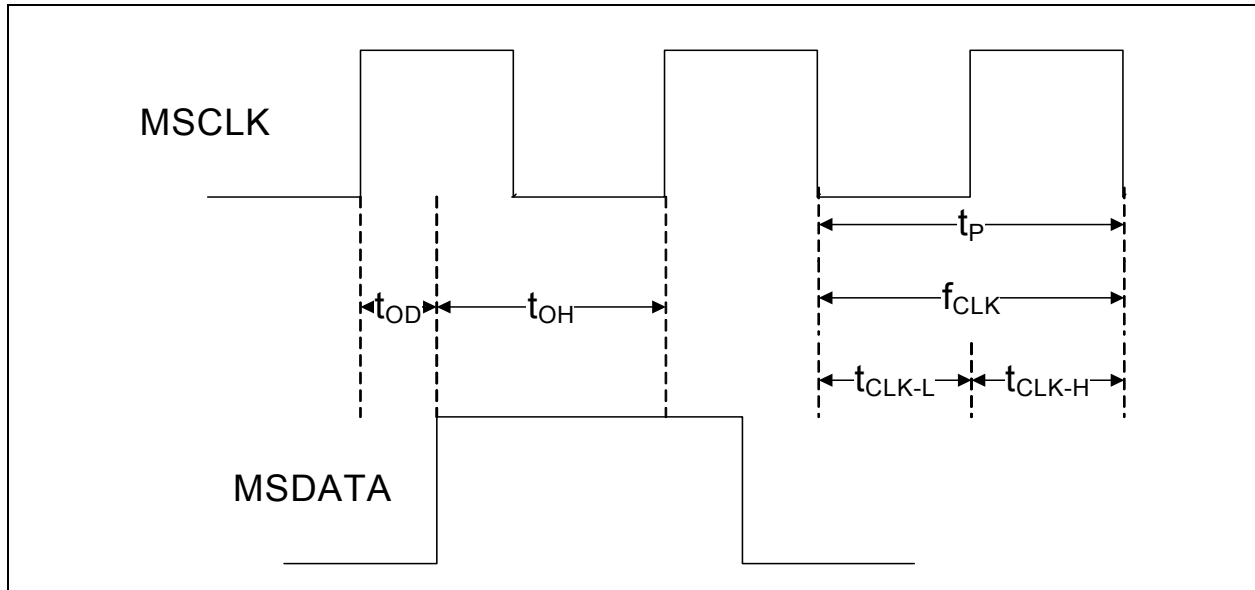 MSCLK
tP
fCLK
tOD
tOH
tCLK-L
tCLK-H
MSDATA